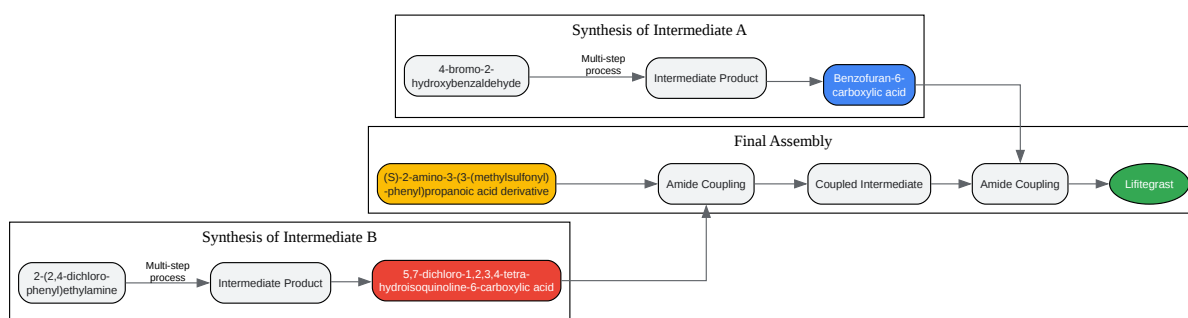 Synthesis of Intermediate A
4-bromo-2-
hydroxybenzaldehyde
Multi-step
process
Intermediate Product
Benzofuran-6-
carboxylic acid
Final Assembly
(S)-2-amino-3-(3-(methylsulfonyl)
-phenyl)propanoic acid derivative
Amide Coupling
Coupled Intermediate
Amide Coupling
Lifitegrast
Synthesis of Intermediate B
2-(2,4-dichloro-
phenyl)ethylamine
Multi-step
process
Intermediate Product
5,7-dichloro-1,2,3,4-tetra-
hydroisoquinoline-6-carboxylic acid